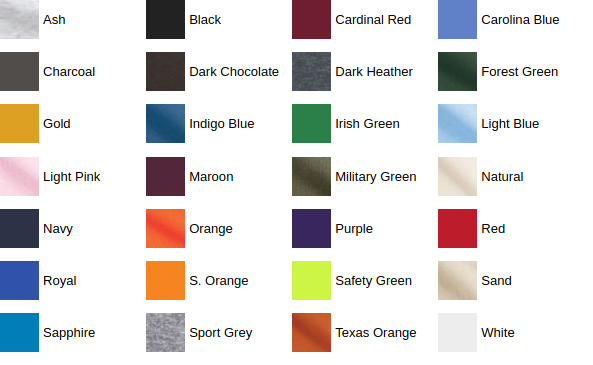 Ash Black Cardinal Red Carolina Blue
Charcoal Dark Chocolate Dark Heather Forest Green
Gold Indigo Blue Irish Green Light Blue
Light Pink Maroon Military Green Natural
Navy Orange Purple Red
Royal S. Orange Safety Green Sand
Sapphire Sport Grey Texas Orange White